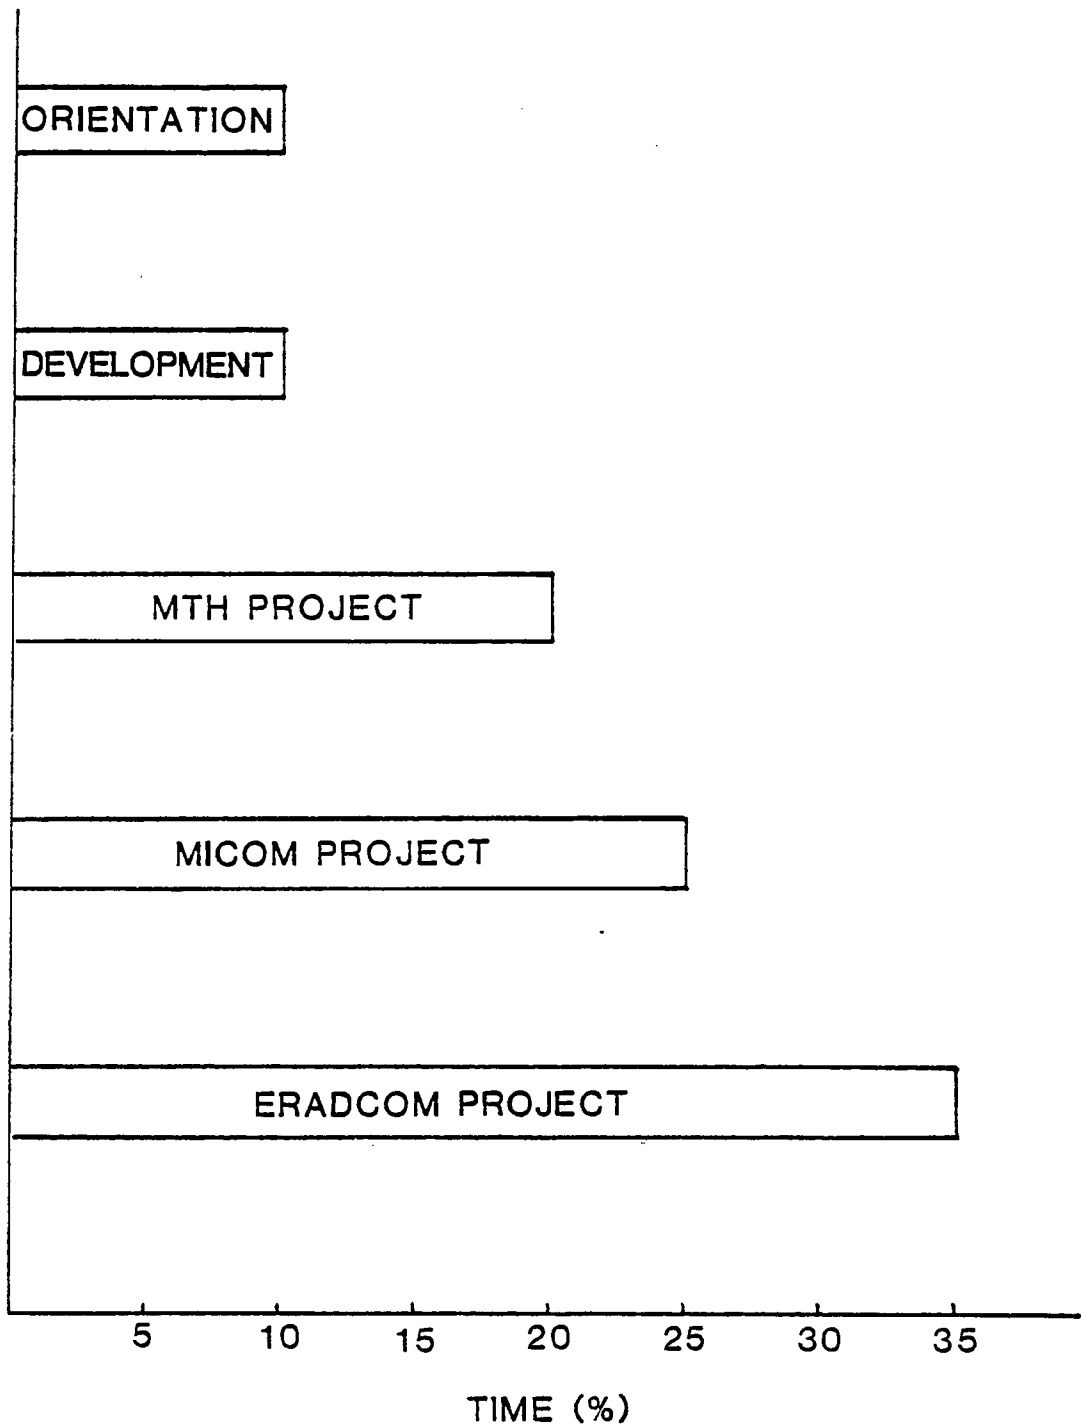 ORIENTATION
DEVELOPMENT
MTH PROJECT
MICOM PROJECT
ERADCOM PROJECT
5 10 15 20 25 30 35
TIME (%)